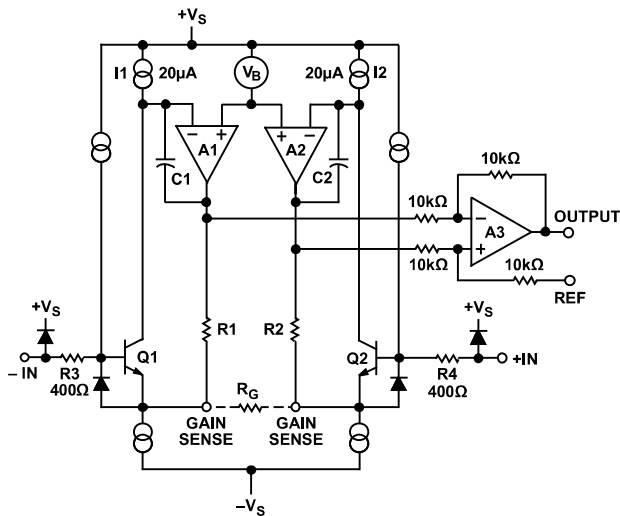 +VS
I1
20µA
VB
20µA
I2
−
+
+
−
A1
A2
C1
C2
10kΩ
10kΩ
−
A3
+
OUTPUT
10kΩ
10kΩ
REF
+VS
R1
R2
+VS
− IN
R3
400Ω
Q1
Q2
R4
400Ω
+IN
RG
GAIN
SENSE
GAIN
SENSE
−VS